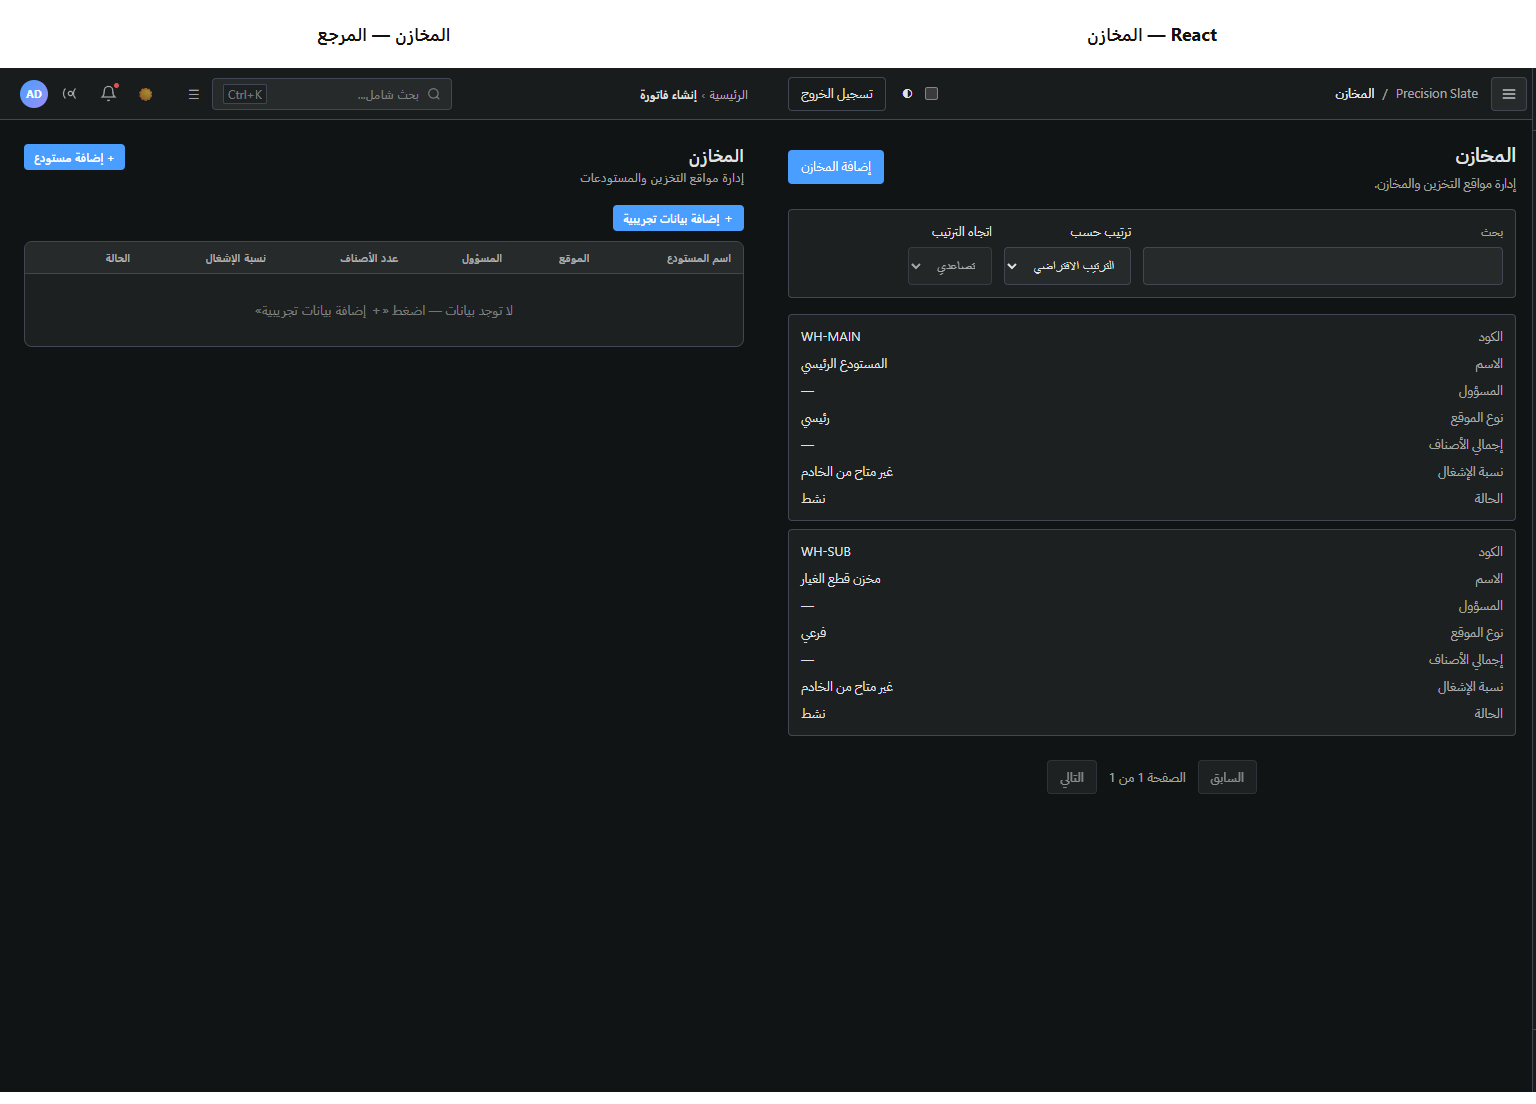 React — المخازن
Precision Slate / المخازن
تسجيل الخروج
المخازن
إدارة مواقع التخزين والمخازن.
إضافة المخازن
بحث
ترتيب حسب
اتجاه الترتيب
الترتيب الافتراضي
تصاعدي
الكود WH-MAIN
الاسم المستودع الرئيسي
المسؤول —
نوع الموقع رئيسي
إجمالي الأصناف —
نسبة الإشغال غير متاح من الخادم
الحالة نشط
الكود WH-SUB
الاسم مخزن قطع الغيار
المسؤول —
نوع الموقع فرعي
إجمالي الأصناف —
نسبة الإشغال غير متاح من الخادم
الحالة نشط
السابق الصفحة 1 من 1 التالي
المخازن — المرجع
الرئيسية › إنشاء فاتورة
بحث شامل... Ctrl+K
AD
المخازن
إدارة مواقع التخزين والمستودعات
+ إضافة مستودع
+ إضافة بيانات تجريبية
اسم المستودع الموقع المسؤول عدد الأصناف نسبة الإشغال الحالة
لا توجد بيانات — اضغط «+ إضافة بيانات تجريبية»